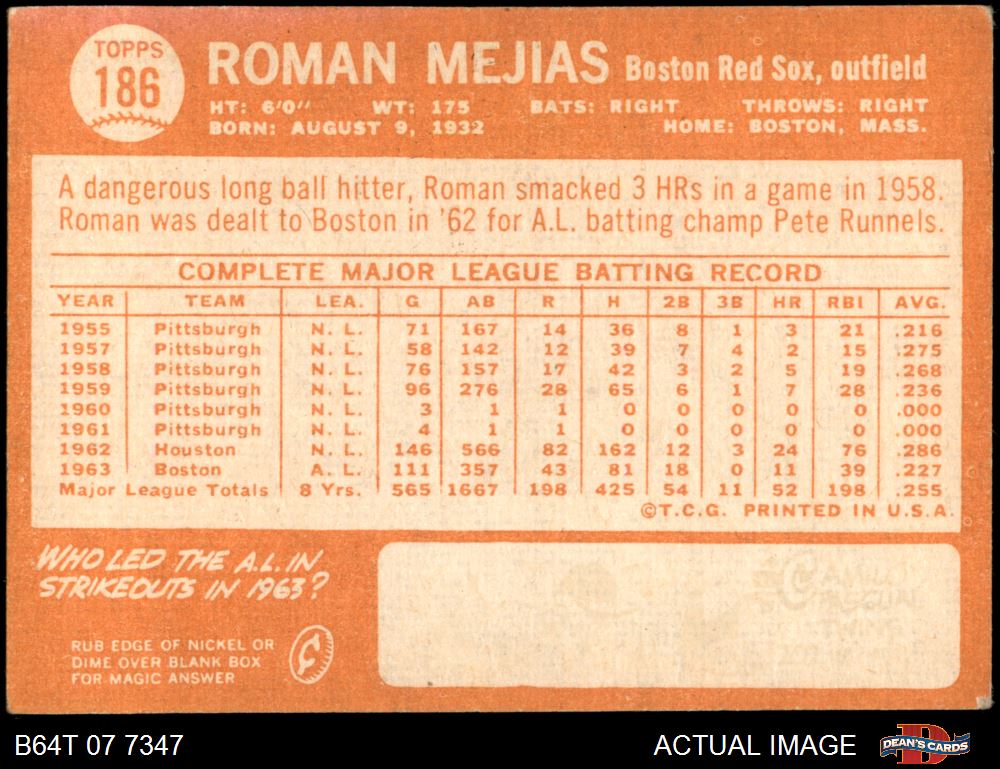 TOPPS
186
ROMAN MEJIAS Boston Red Sox, outfield
HT: 6'0" WT: 175 BATS: RIGHT THROWS: RIGHT
BORN: AUGUST 9, 1932 HOME: BOSTON, MASS.
A dangerous long ball hitter, Roman smacked 3 HRs in a game in 1958.
Roman was dealt to Boston in '62 for A.L. batting champ Pete Runnels.
COMPLETE MAJOR LEAGUE BATTING RECORD
YEAR TEAM LEA. G AB R H 2B 3B HR RBI AVG.
1955 Pittsburgh N. L. 71 167 14 36 8 1 3 21 .216
1957 Pittsburgh N. L. 58 142 12 39 7 4 2 15 .275
1958 Pittsburgh N. L. 76 157 17 42 3 2 5 19 .268
1959 Pittsburgh N. L. 96 276 28 65 6 1 7 28 .236
1960 Pittsburgh N. L. 3 1 1 0 0 0 0 0 .000
1961 Pittsburgh N. L. 4 1 1 0 0 0 0 0 .000
1962 Houston N. L. 146 566 82 162 12 3 24 76 .286
1963 Boston A. L. 111 357 43 81 18 0 11 39 .227
Major League Totals 8 Yrs. 565 1667 198 425 54 11 52 198 .255
©T.C.G. PRINTED IN U.S.A.
WHO LED THE A.L. IN
STRIKEOUTS IN 1963?
RUB EDGE OF NICKEL OR
DIME OVER BLANK BOX
FOR MAGIC ANSWER
B64T 07 7347 ACTUAL IMAGE DEAN'S CARDS